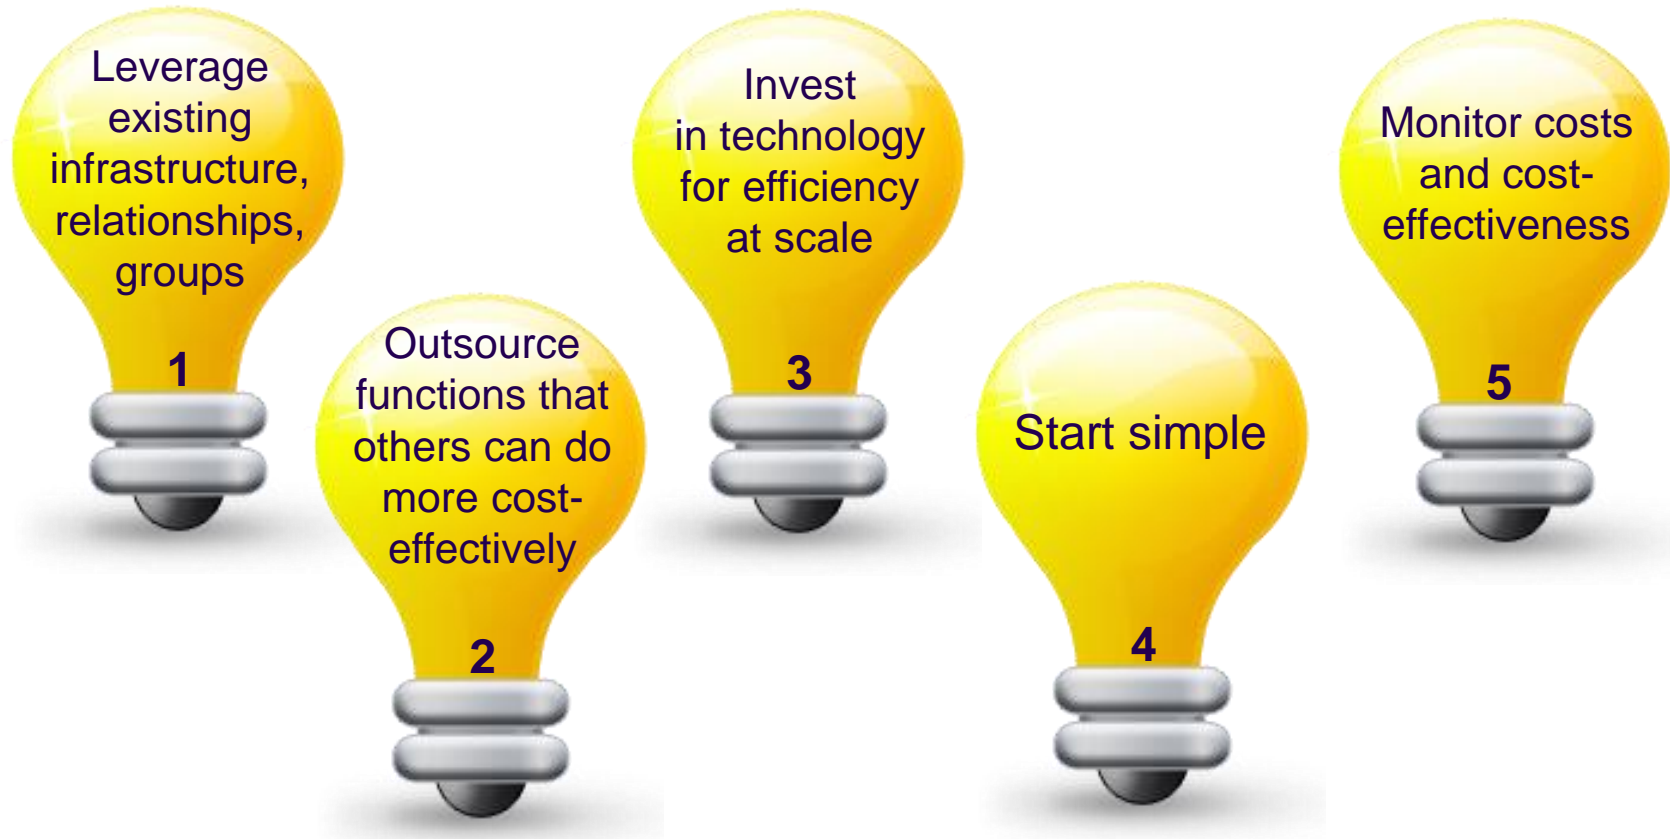 Leverage
existing
infrastructure,
relationships,
groups
1
Outsource
functions that
others can do
more cost-
effectively
2
Invest
in technology
for efficiency
at scale
3
Start simple
4
Monitor costs
and cost-
effectiveness
5